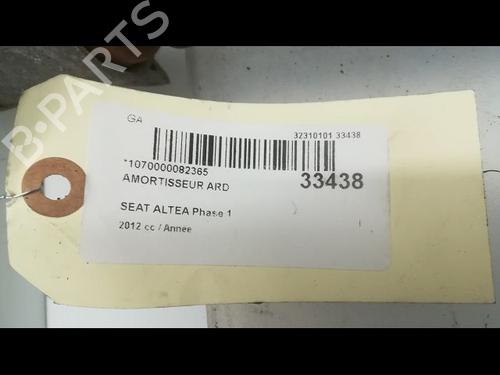 GA
32310101 33438
*1070000082365
AMORTISSEUR ARD
33438
SEAT ALTEA Phase 1
2012 cc / Annee
B-PARTS